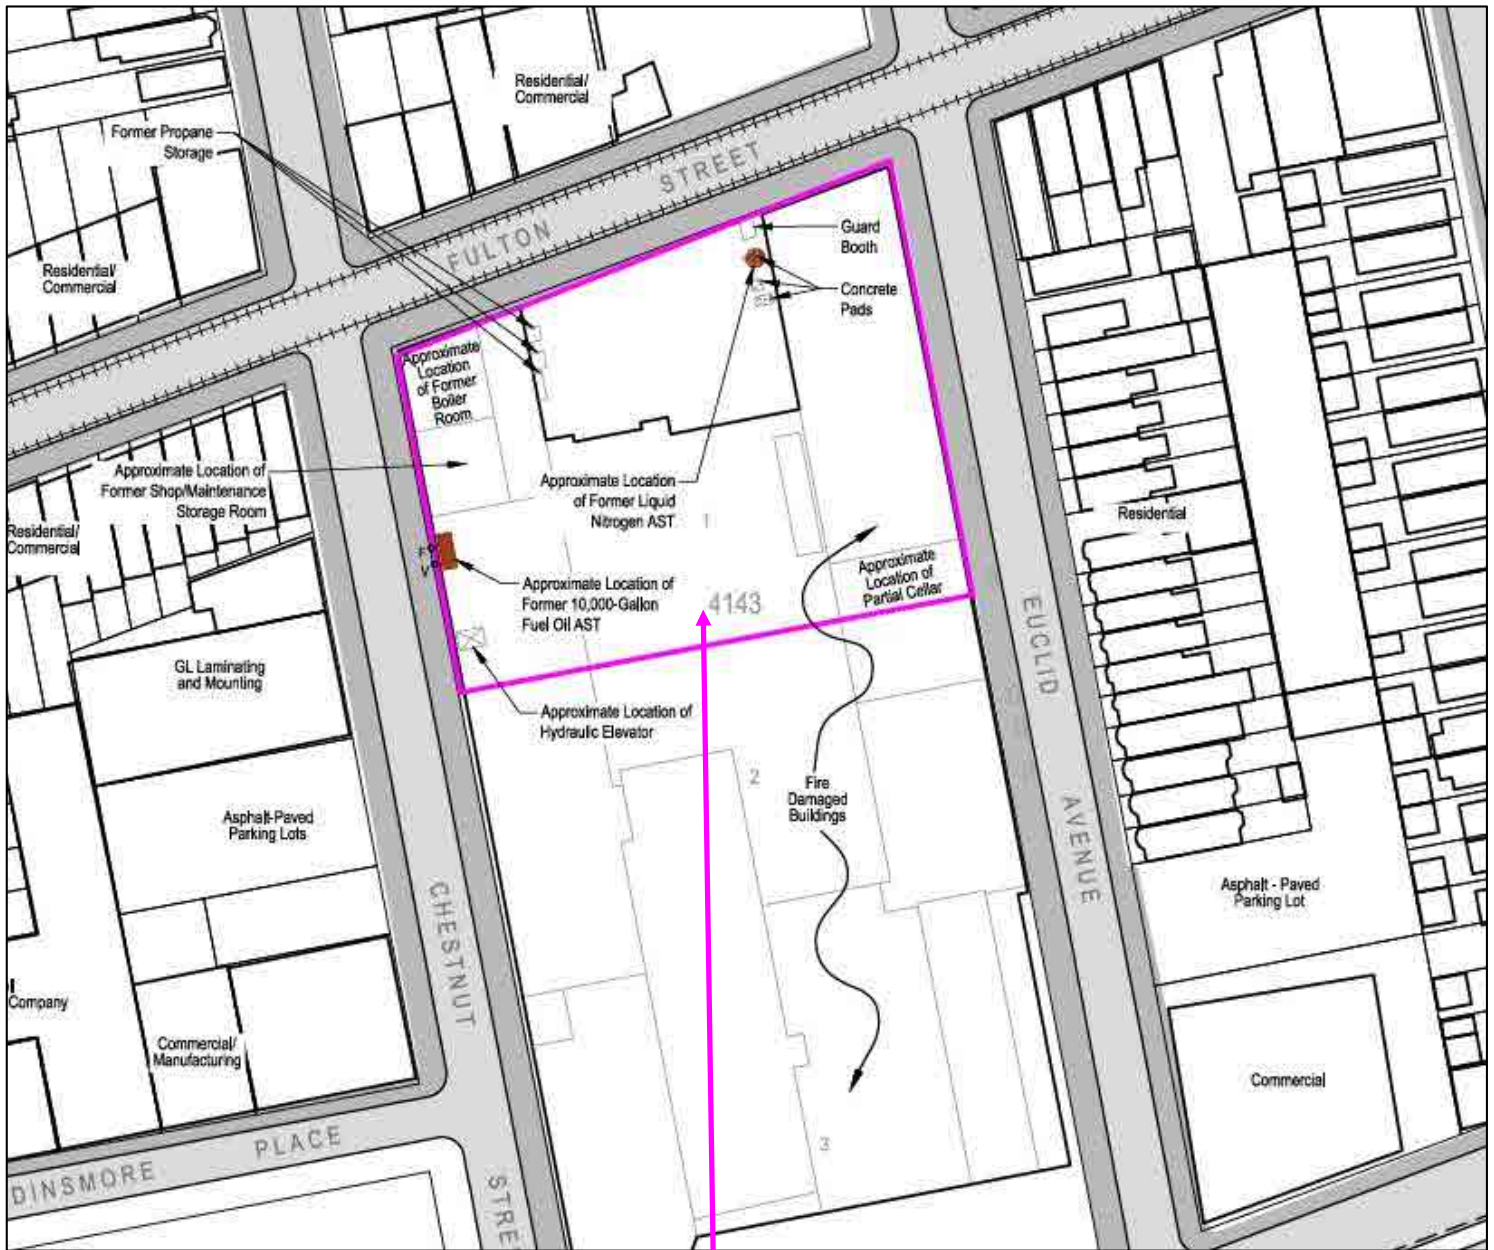 Residential/
Commercial
Former Propane
Storage
FULTON STREET
Guard
Booth
Residential/
Commercial
Concrete
Pads
Approximate
Location
of Former
Boiler
Room
Approximate Location of
Former Shop/Maintenance
Storage Room
Approximate Location
of Former Liquid
Nitrogen AST
1
Residential
Residential/
Commercial
F
V
Approximate
Location of
Partial Cellar
Approximate Location of
Former 10,000-Gallon
Fuel Oil AST
4143
EUCLID
GL Laminating
and Mounting
Approximate Location of
Hydraulic Elevator
2
Fire
Damaged
Buildings
Asphalt-Paved
Parking Lots
AVENUE
Asphalt - Paved
Parking Lot
CHESTNUT
Company
Commercial/
Manufacturing
Commercial
3
DINSMORE PLACE